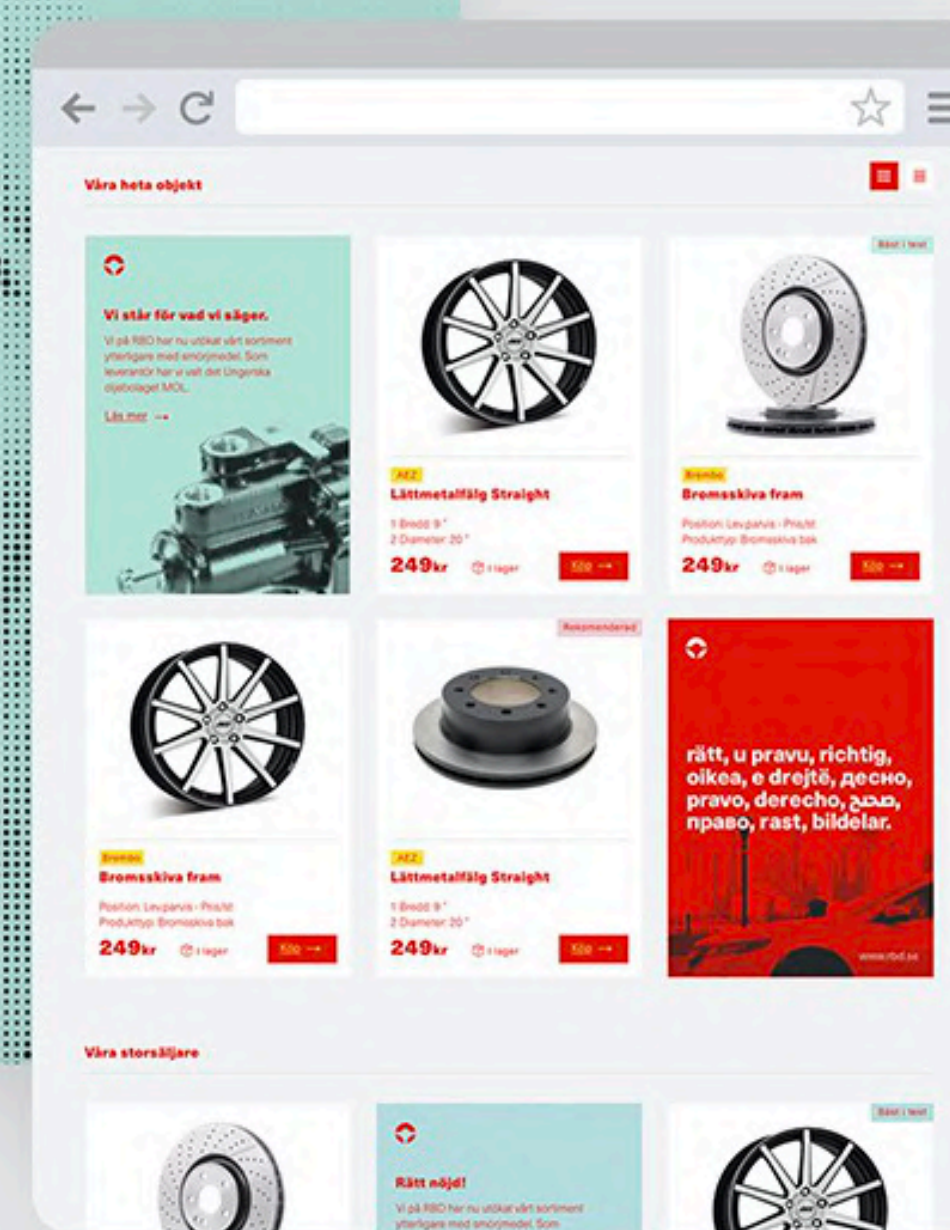 Våra heta objekt
Vi står för vad vi säger.
Vi på RBD har nu utökat vårt sortiment
ytterligare med smörjmedel. Som
leverantör har vi valt det Ungerska
oljebolaget MOL.
Läs mer →
AEZ
Lättmetallfälg Straight
1 Bredd: 9 "
2 Diameter: 20 "
249kr
I lager
Köp →
Bäst i test
Brembo
Bromsskiva fram
Position: Lev.parvis - Pris/st
Produkttyp: Bromsskiva bak
249kr
I lager
Köp →
Brembo
Bromsskiva fram
Position: Lev.parvis - Pris/st
Produkttyp: Bromsskiva bak
249kr
I lager
Köp →
Rekomenderad
AEZ
Lättmetallfälg Straight
1 Bredd: 9 "
2 Diameter: 20 "
249kr
I lager
Köp →
rätt, u pravu, richtig,
oikea, e drejtë, десно,
pravo, derecho, صحيح,
право, rast, bildelar.
www.rbd.se
Våra storsäljare
Rätt nöjd!
Vi på RBD har nu utökat vårt sortiment
ytterligare med smörjmedel. Som
Bäst i test